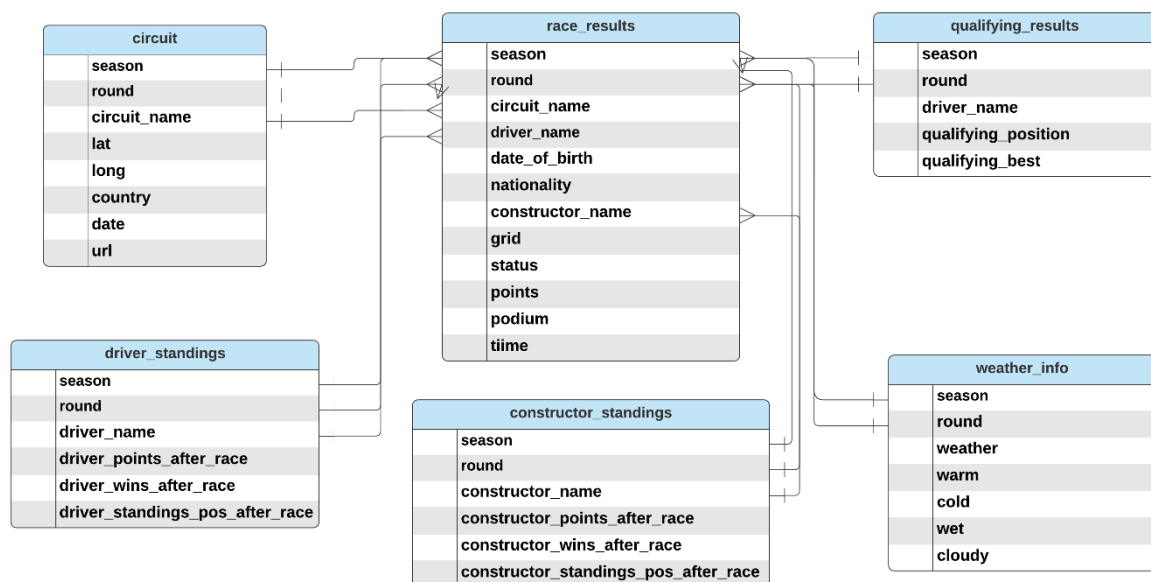 circuit
season
round
circuit_name
lat
long
country
date
url
race_results
season
round
circuit_name
driver_name
date_of_birth
nationality
constructor_name
grid
status
points
podium
tiime
qualifying_results
season
round
driver_name
qualifying_position
qualifying_best
driver_standings
season
round
driver_name
driver_points_after_race
driver_wins_after_race
driver_standings_pos_after_race
constructor_standings
season
round
constructor_name
constructor_points_after_race
constructor_wins_after_race
constructor_standings_pos_after_race
weather_info
season
round
weather
warm
cold
wet
cloudy